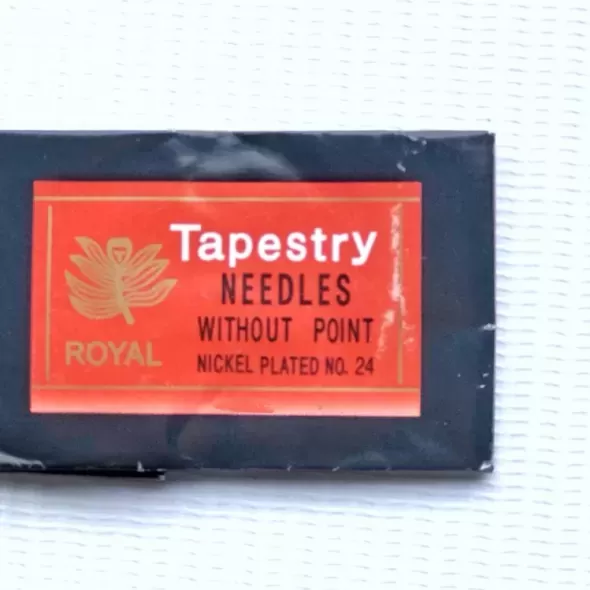 Tapestry
NEEDLES
WITHOUT POINT
NICKEL PLATED NO. 24
ROYAL